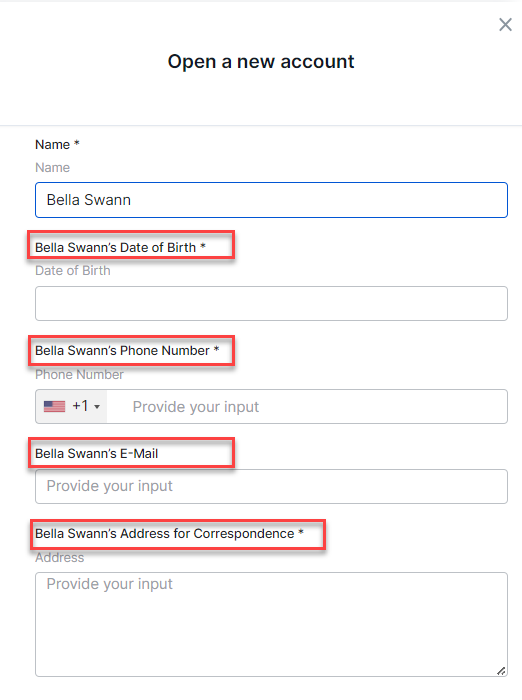 Open a new account
Name *
Name
Bella Swann
Bella Swann's Date of Birth *
Date of Birth
Bella Swann's Phone Number *
Phone Number
+1 Provide your input
Bella Swann's E-Mail
Provide your input
Bella Swann's Address for Correspondence *
Address
Provide your input